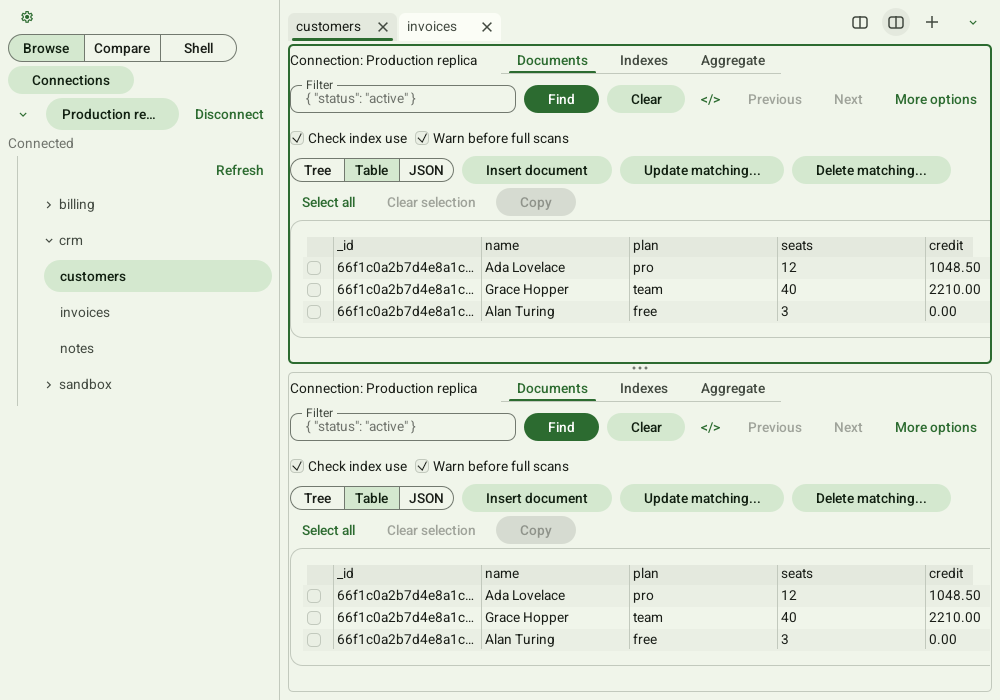 customers
invoices
Browse
Compare
Shell
Connections
Production re...
Disconnect
Connected
Refresh
billing
crm
customers
invoices
notes
sandbox
Connection: Production replica
Documents
Indexes
Aggregate
Filter
{ "status": "active" }
Find
Clear
</>
Previous
Next
More options
Check index use
Warn before full scans
Tree
Table
JSON
Insert document
Update matching...
Delete matching...
Select all
Clear selection
Copy
_id name plan seats credit
66f1c0a2b7d4e8a1c... Ada Lovelace pro 12 1048.50
66f1c0a2b7d4e8a1c... Grace Hopper team 40 2210.00
66f1c0a2b7d4e8a1c... Alan Turing free 3 0.00
Connection: Production replica
Documents
Indexes
Aggregate
Filter
{ "status": "active" }
Find
Clear
</>
Previous
Next
More options
Check index use
Warn before full scans
Tree
Table
JSON
Insert document
Update matching...
Delete matching...
Select all
Clear selection
Copy
_id name plan seats credit
66f1c0a2b7d4e8a1c... Ada Lovelace pro 12 1048.50
66f1c0a2b7d4e8a1c... Grace Hopper team 40 2210.00
66f1c0a2b7d4e8a1c... Alan Turing free 3 0.00